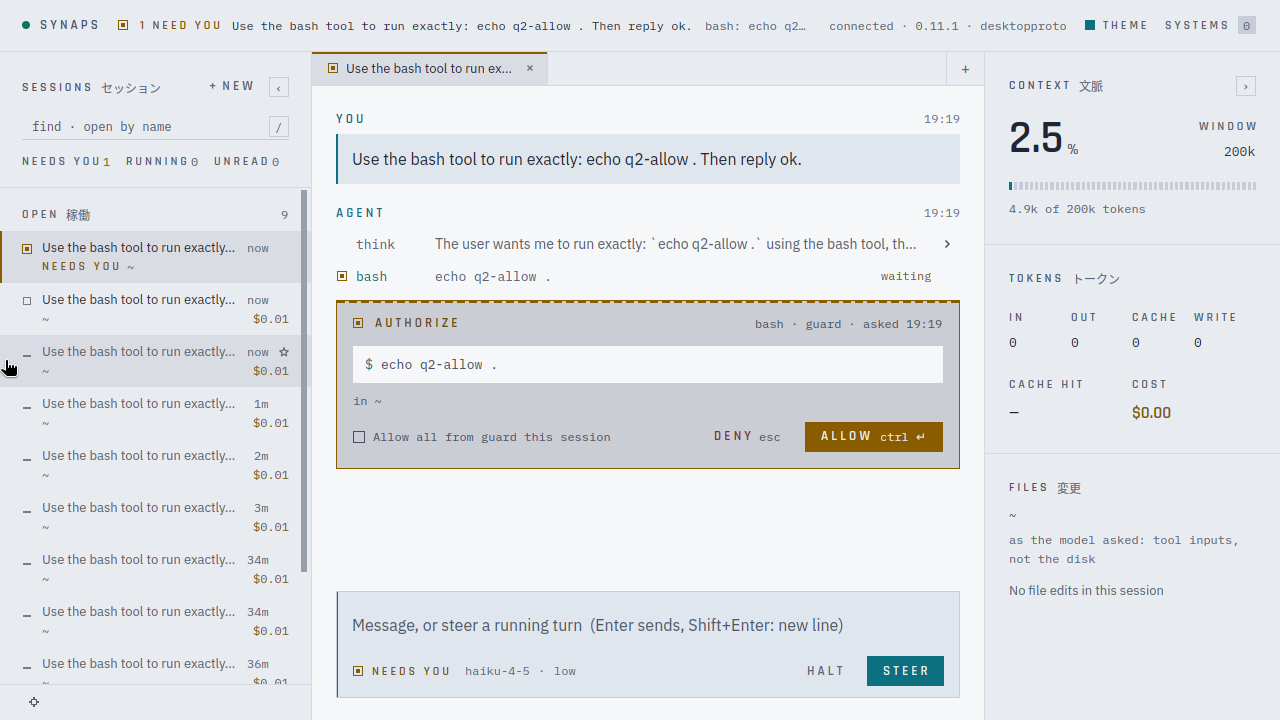 SYNAPS 1 NEED YOU Use the bash tool to run exactly: echo q2-allow . Then reply ok. bash: echo q2… connected · 0.11.1 · desktopproto THEME SYSTEMS 0
SESSIONS セッション + NEW ‹
find · open by name /
NEEDS YOU 1 RUNNING 0 UNREAD 0
OPEN 稼働 9
Use the bash tool to run exactly… now
NEEDS YOU ~
Use the bash tool to run exactly… now
~ $0.01
Use the bash tool to run exactly… now ☆
~ $0.01
Use the bash tool to run exactly… 1m
~ $0.01
Use the bash tool to run exactly… 2m
~ $0.01
Use the bash tool to run exactly… 3m
~ $0.01
Use the bash tool to run exactly… 34m
~ $0.01
Use the bash tool to run exactly… 34m
~ $0.01
Use the bash tool to run exactly… 36m
~ $0.01
Use the bash tool to run ex… × +
YOU 19:19
Use the bash tool to run exactly: echo q2-allow . Then reply ok.
AGENT 19:19
think The user wants me to run exactly: `echo q2-allow .` using the bash tool, th… ›
bash echo q2-allow . waiting
AUTHORIZE bash · guard · asked 19:19
$ echo q2-allow .
in ~
Allow all from guard this session DENY esc ALLOW ctrl ↵
Message, or steer a running turn (Enter sends, Shift+Enter: new line)
NEEDS YOU haiku-4-5 · low HALT STEER
CONTEXT 文脈 ›
2.5 % WINDOW
200k
4.9k of 200k tokens
TOKENS トークン
IN OUT CACHE WRITE
0 0 0 0
CACHE HIT COST
— $0.00
FILES 変更
~
as the model asked: tool inputs,
not the disk
No file edits in this session